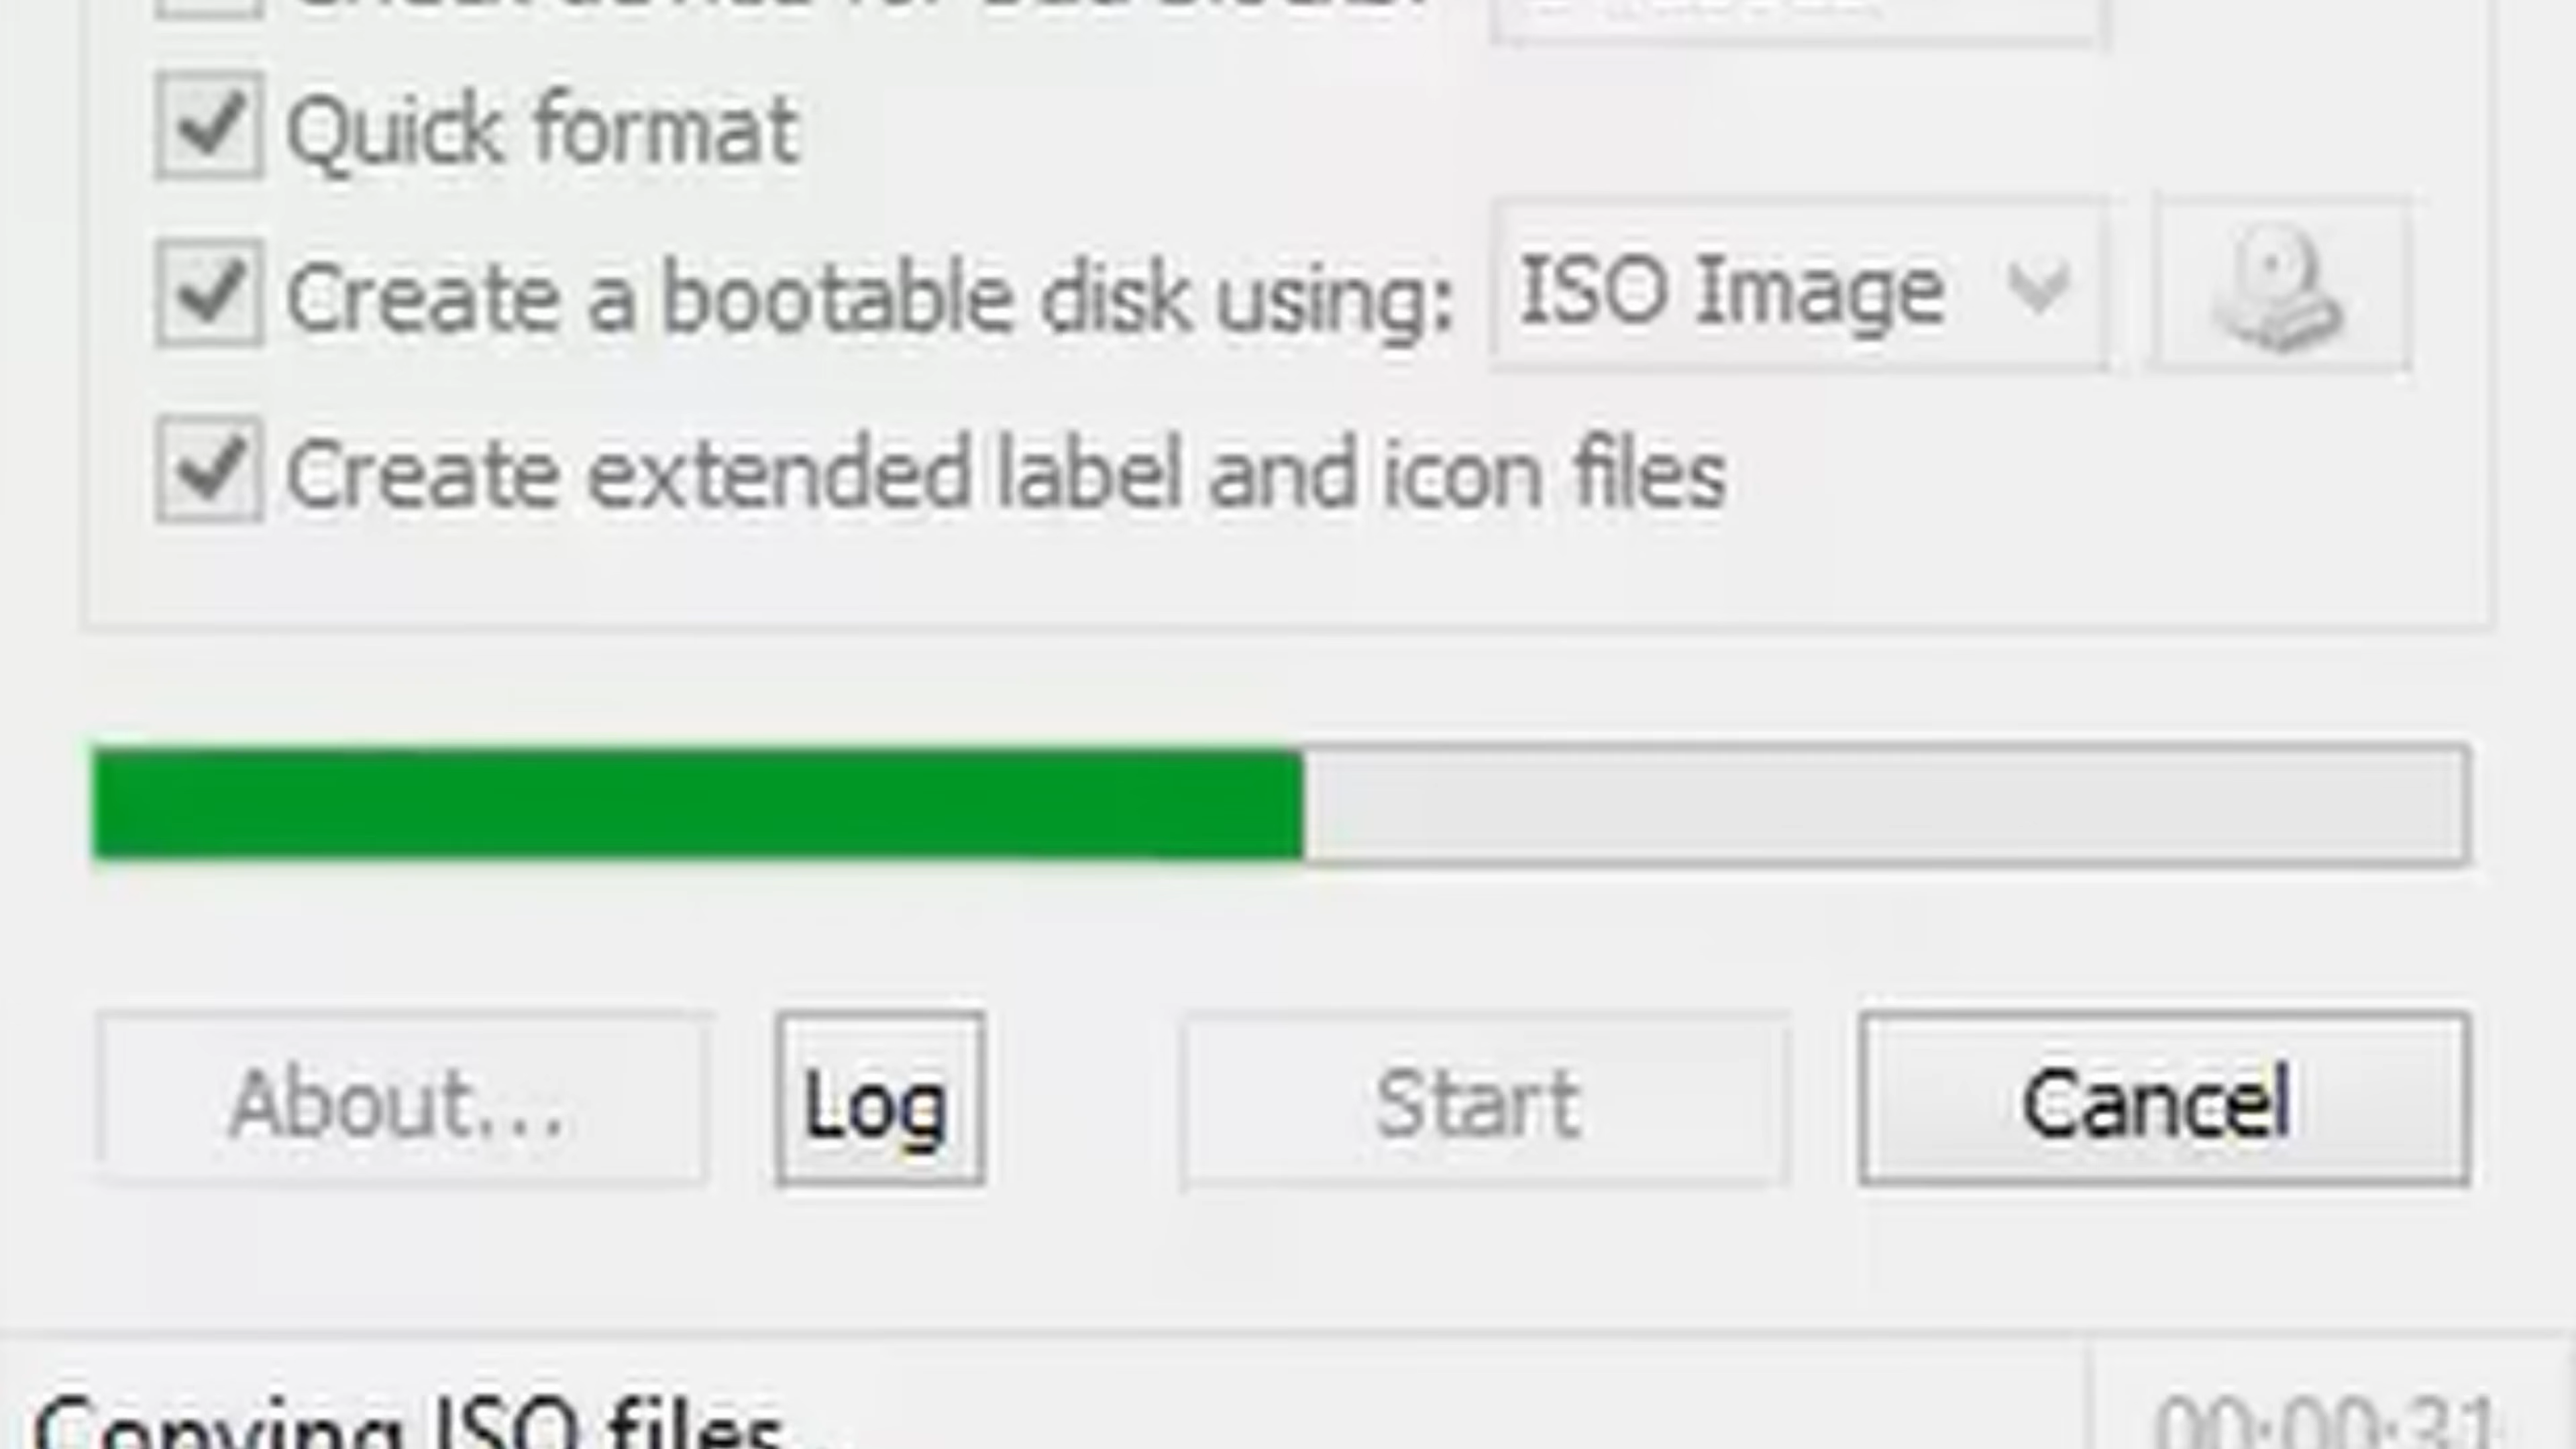 Quick format
Create a bootable disk using: ISO Image
Create extended label and icon files
About... Log Start Cancel
Copying ISO files... 00:00:31